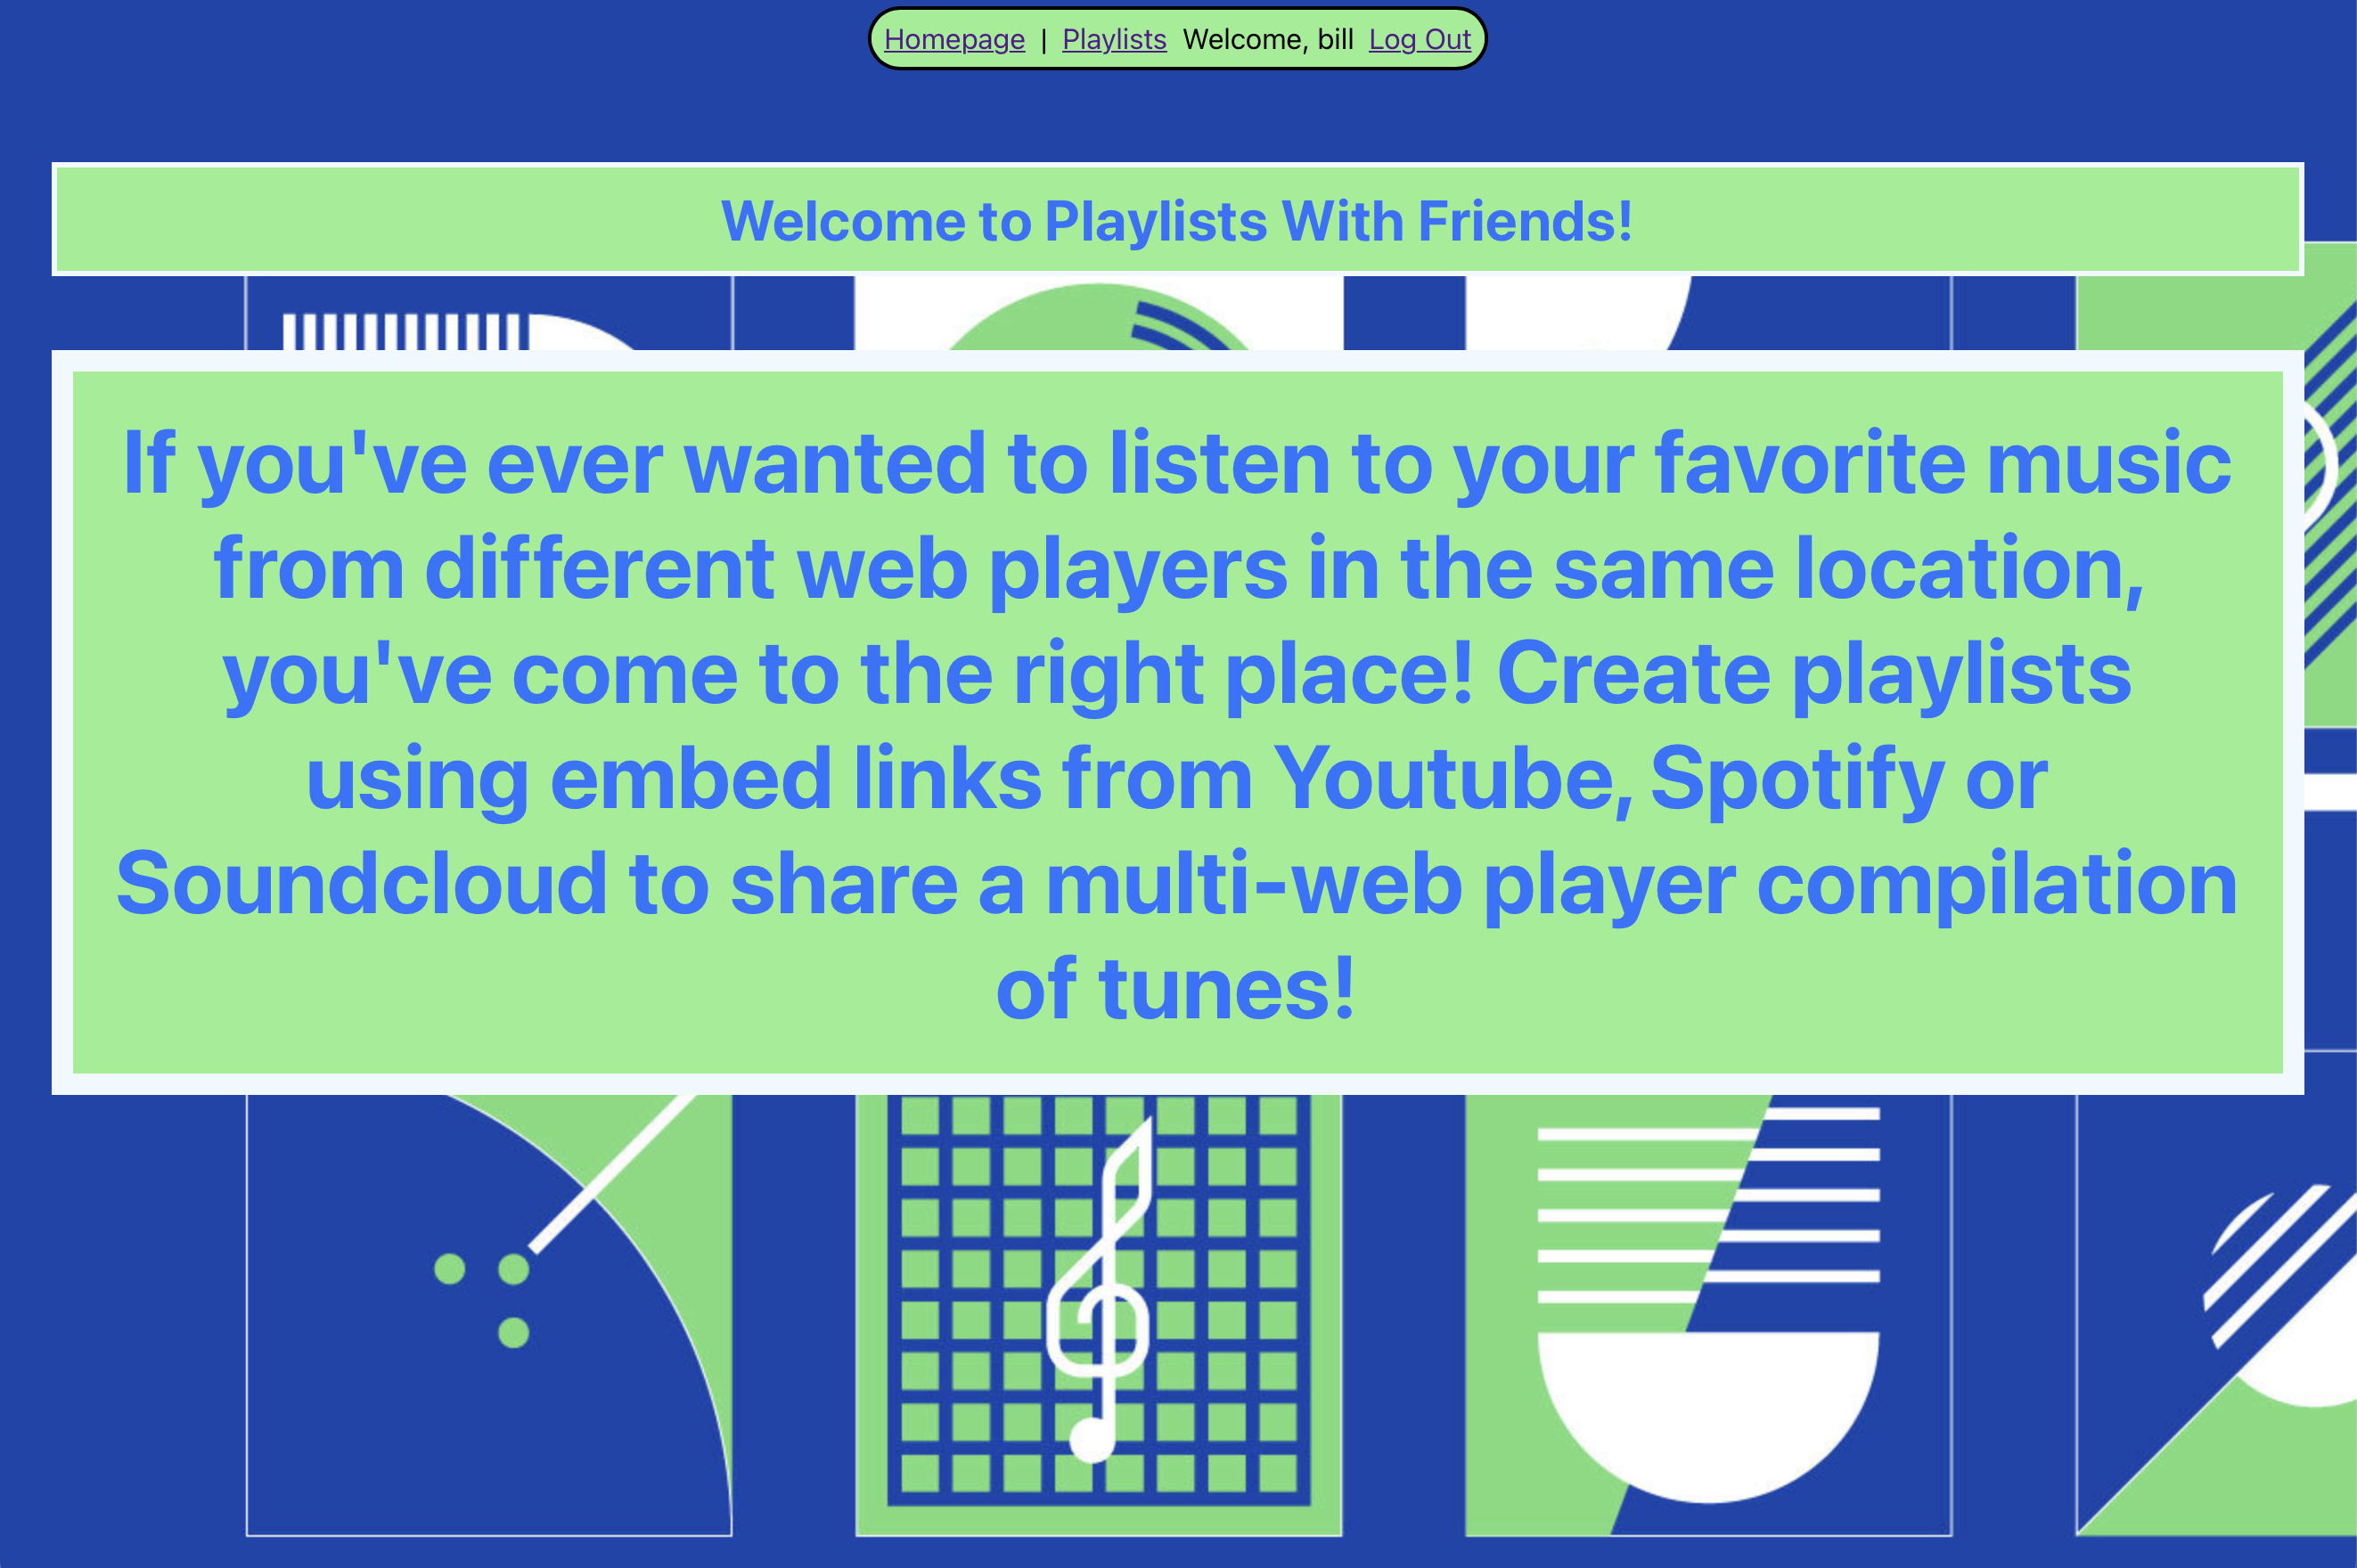 Homepage | Playlists Welcome, bill Log Out
Welcome to Playlists With Friends!
If you've ever wanted to listen to your favorite music
from different web players in the same location,
you've come to the right place! Create playlists
using embed links from Youtube, Spotify or
Soundcloud to share a multi-web player compilation
of tunes!